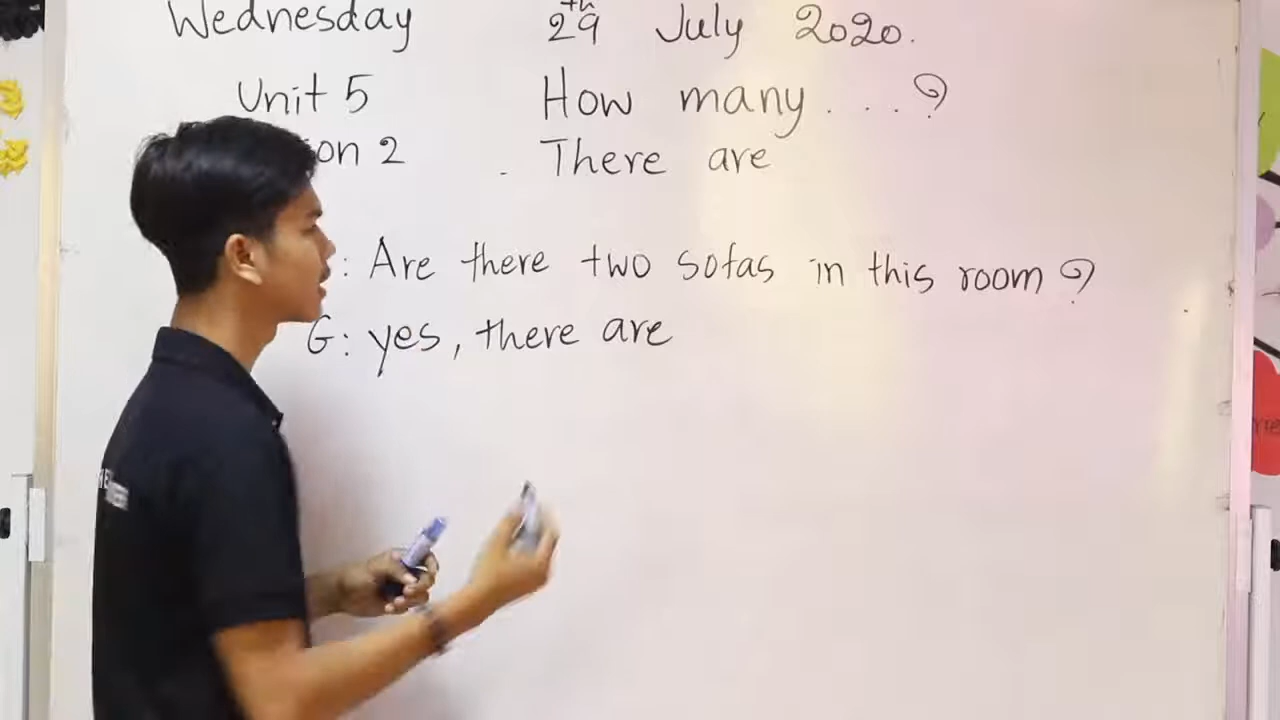 Wednesday 29th July 2020.
Unit 5 How many . . . ?
on 2 There are
: Are there two sofas in this room ?
G: yes, there are